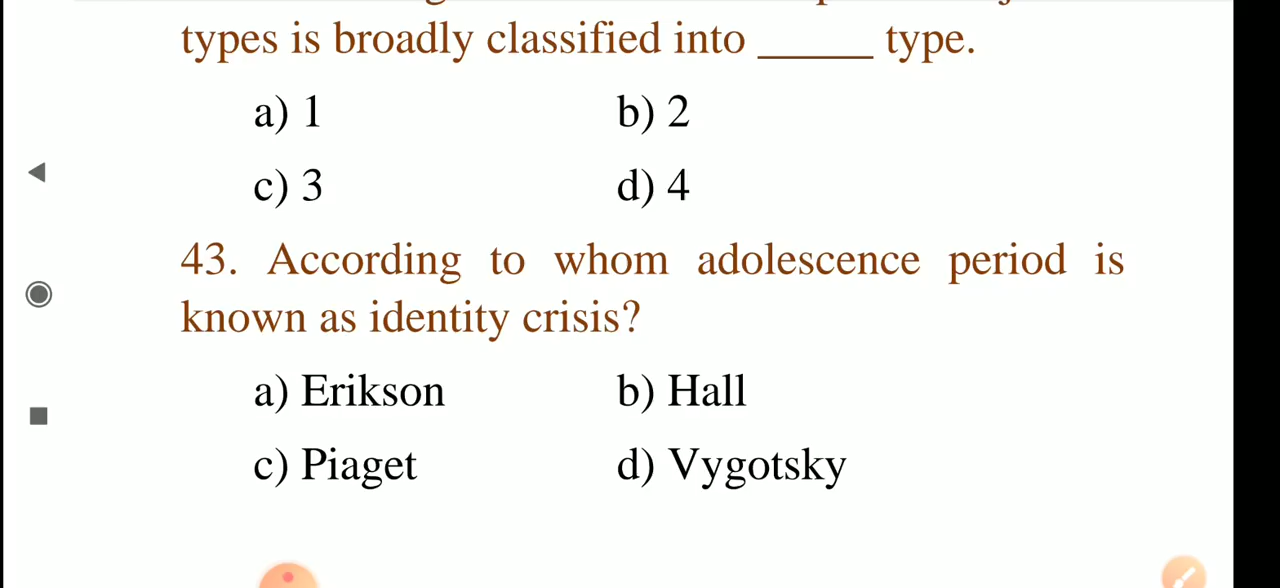 types is broadly classified into ______ type.
a) 1 b) 2
c) 3 d) 4
43. According to whom adolescence period is
known as identity crisis?
a) Erikson b) Hall
c) Piaget d) Vygotsky